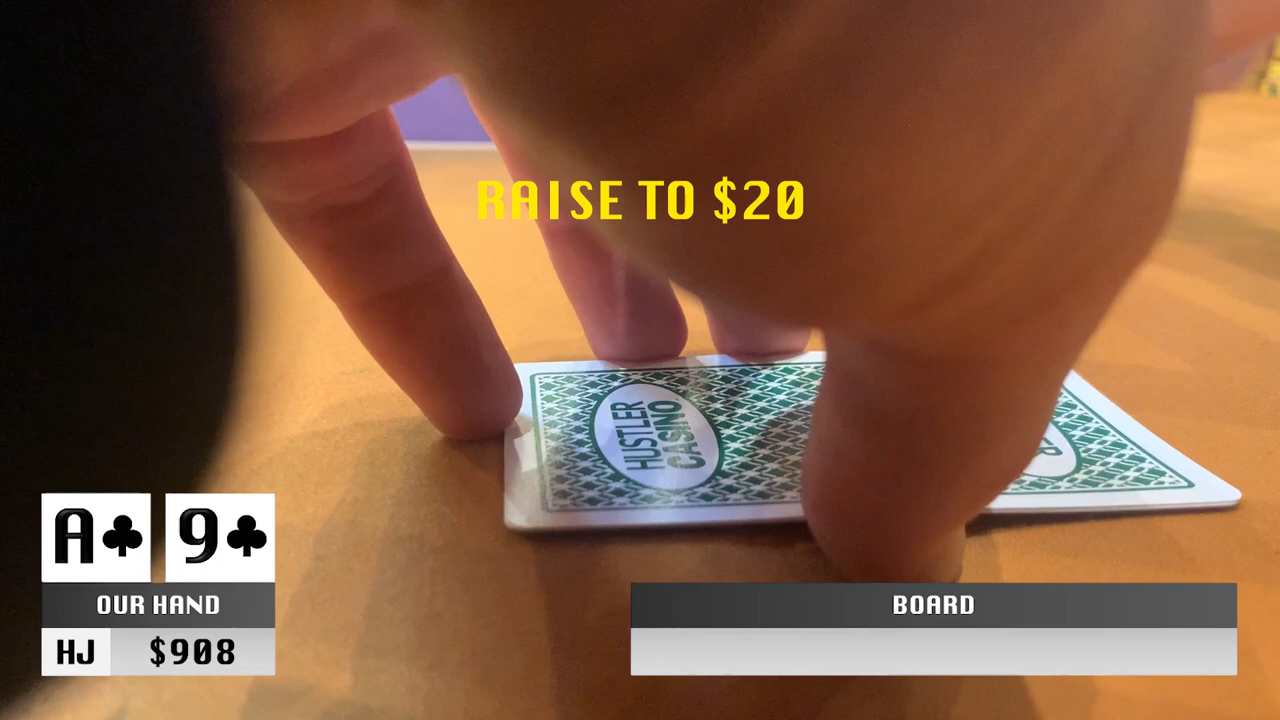 RAISE TO $20
HUSTLER
CASINO
A♣ 9♣
OUR HAND
HJ $908
BOARD